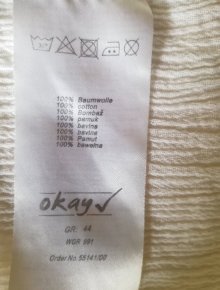 100% Baumwolle
100% cotton
100% Bombaž
100% pamuk
100% bavlna
100% bavlna
100% Pamut
100% bawełna
okay
GR: 44
WGR 991
Order No 55141/00